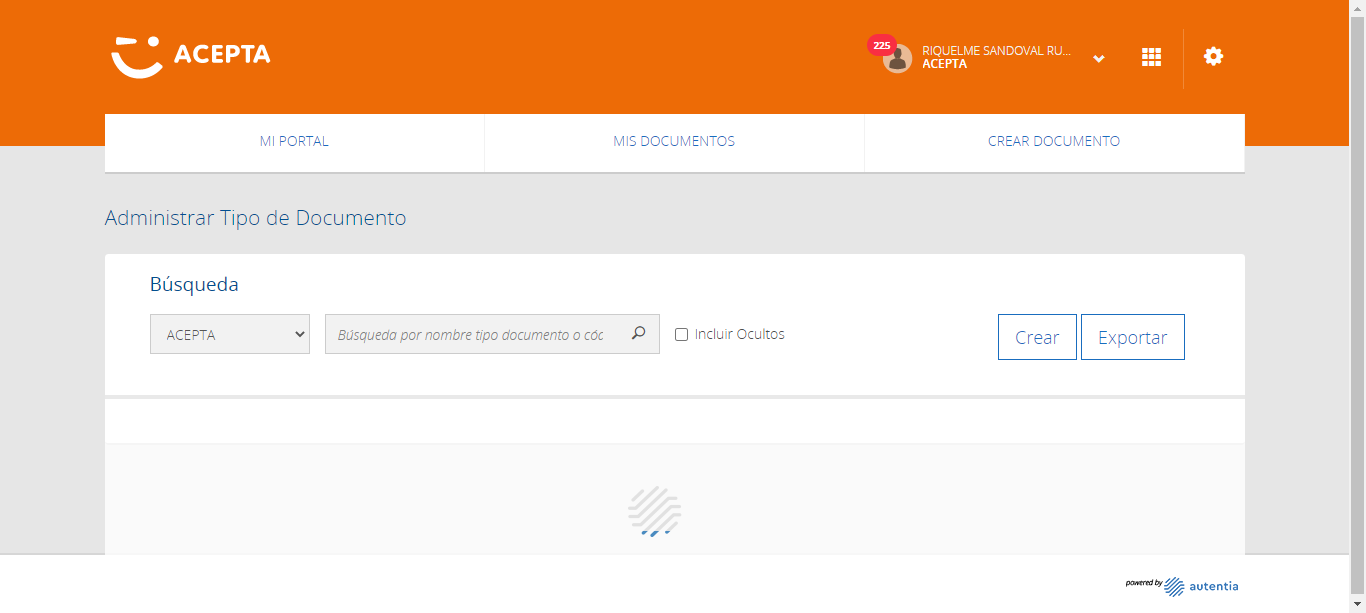 ACEPTA
225
RIQUELME SANDOVAL RU...
ACEPTA
MI PORTAL
MIS DOCUMENTOS
CREAR DOCUMENTO
Administrar Tipo de Documento
Búsqueda
ACEPTA
Búsqueda por nombre tipo documento o cóc
Incluir Ocultos
Crear
Exportar
powered by autentia